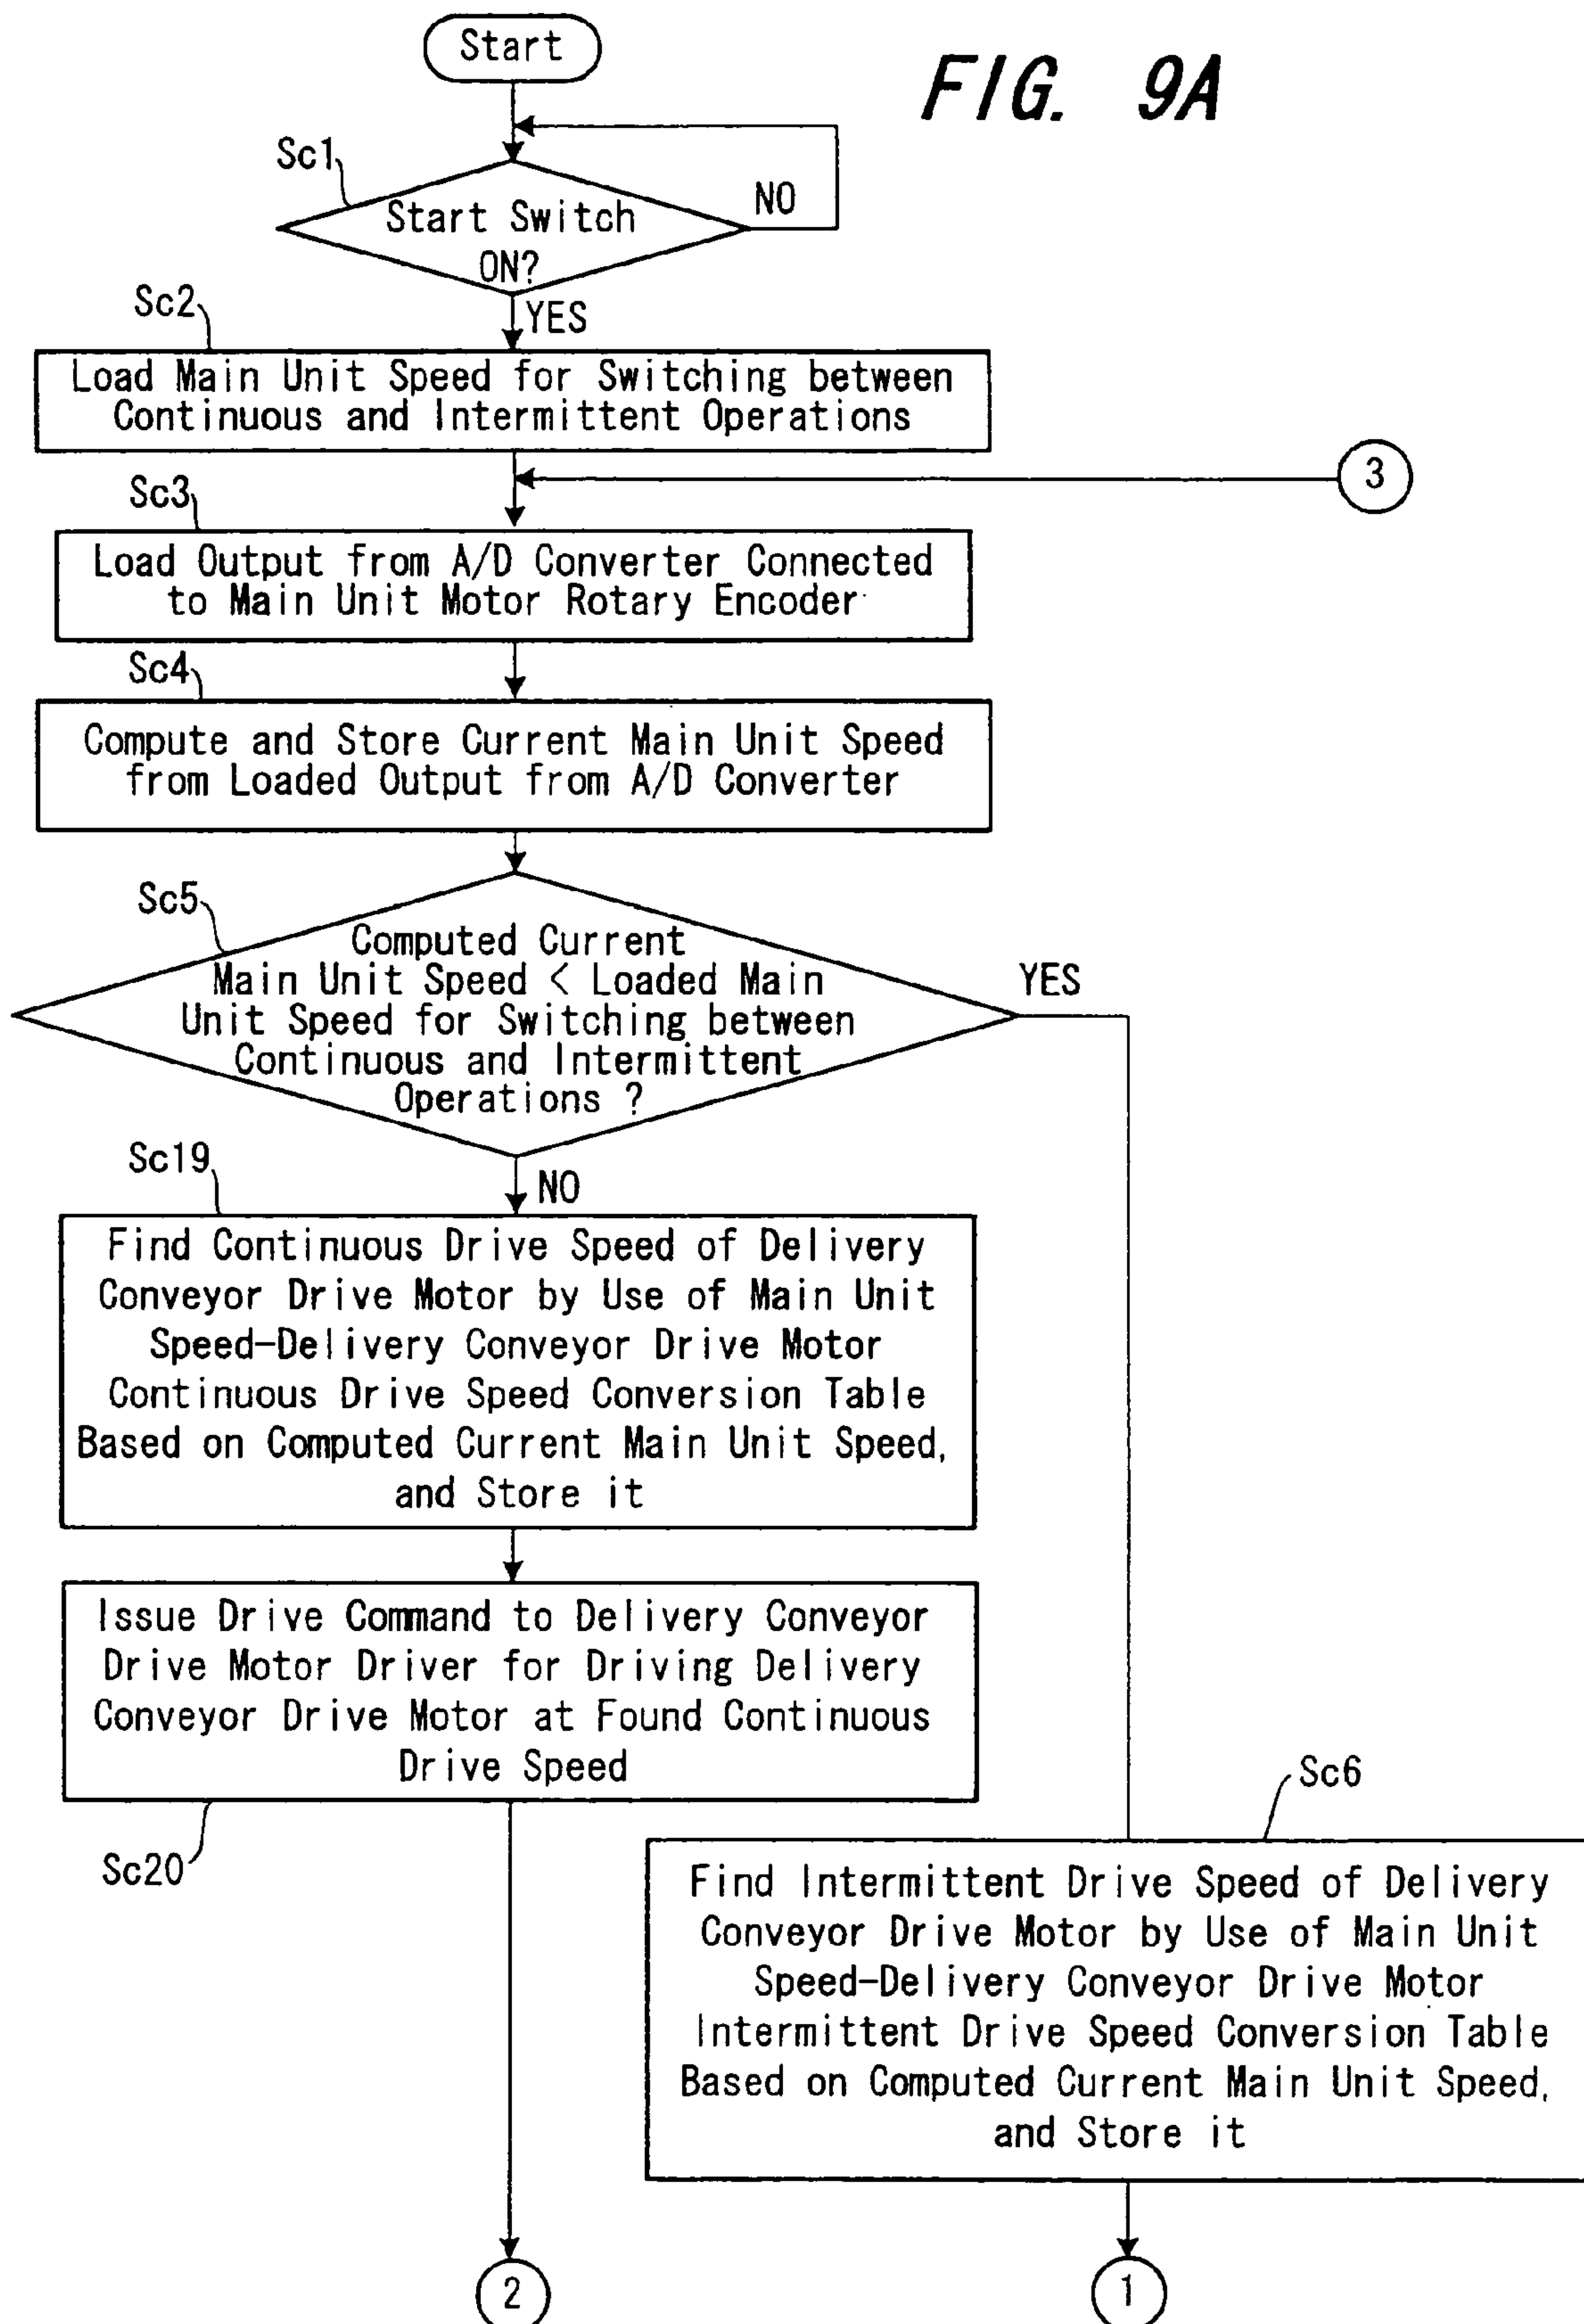 Start
FIG. 9A
Sc1
Start Switch
ON?
NO
YES
Sc2
Load Main Unit Speed for Switching between
Continuous and Intermittent Operations
3
Sc3
Load Output from A/D Converter Connected
to Main Unit Motor Rotary Encoder
Sc4
Compute and Store Current Main Unit Speed
from Loaded Output from A/D Converter
Sc5
Computed Current
Main Unit Speed < Loaded Main
Unit Speed for Switching between
Continuous and Intermittent
Operations ?
YES
NO
Sc19
Find Continuous Drive Speed of Delivery
Conveyor Drive Motor by Use of Main Unit
Speed-Delivery Conveyor Drive Motor
Continuous Drive Speed Conversion Table
Based on Computed Current Main Unit Speed,
and Store it
Issue Drive Command to Delivery Conveyor
Drive Motor Driver for Driving Delivery
Conveyor Drive Motor at Found Continuous
Drive Speed
Sc20
Sc6
Find Intermittent Drive Speed of Delivery
Conveyor Drive Motor by Use of Main Unit
Speed-Delivery Conveyor Drive Motor
Intermittent Drive Speed Conversion Table
Based on Computed Current Main Unit Speed,
and Store it
2
1